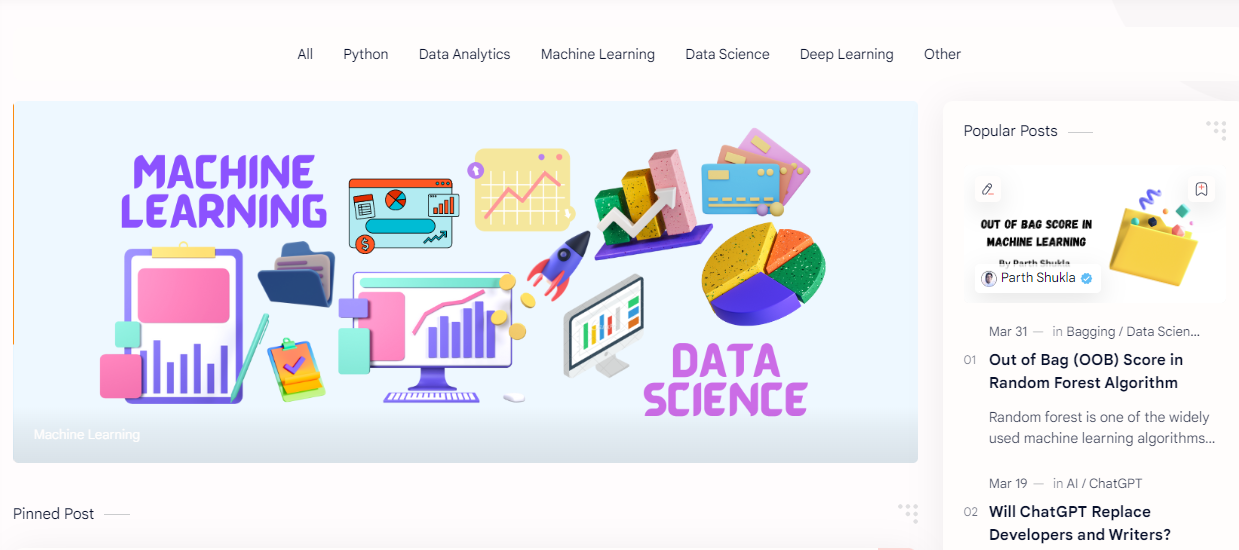 All Python Data Analytics Machine Learning Data Science Deep Learning Other
MACHINE
LEARNING
DATA
SCIENCE
Machine Learning
Pinned Post
Popular Posts
OUT OF BAG SCORE IN
MACHINE LEARNING
By Parth Shukla
Parth Shukla
Mar 31 — in Bagging / Data Scien...
01 Out of Bag (OOB) Score in
Random Forest Algorithm
Random forest is one of the widely
used machine learning algorithms...
Mar 19 — in AI / ChatGPT
02 Will ChatGPT Replace
Developers and Writers?